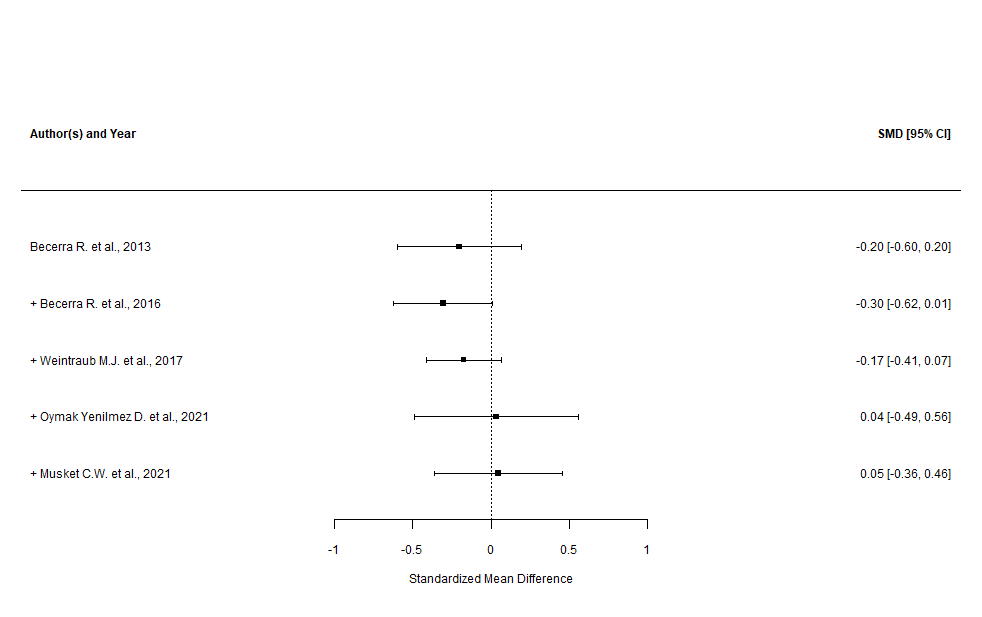 Author(s) and Year SMD [95% CI]
Becerra R. et al., 2013 -0.20 [-0.60, 0.20]
+ Becerra R. et al., 2016 -0.30 [-0.62, 0.01]
+ Weintraub M.J. et al., 2017 -0.17 [-0.41, 0.07]
+ Oymak Yenilmez D. et al., 2021 0.04 [-0.49, 0.56]
+ Musket C.W. et al., 2021 0.05 [-0.36, 0.46]
-1 -0.5 0 0.5 1
Standardized Mean Difference